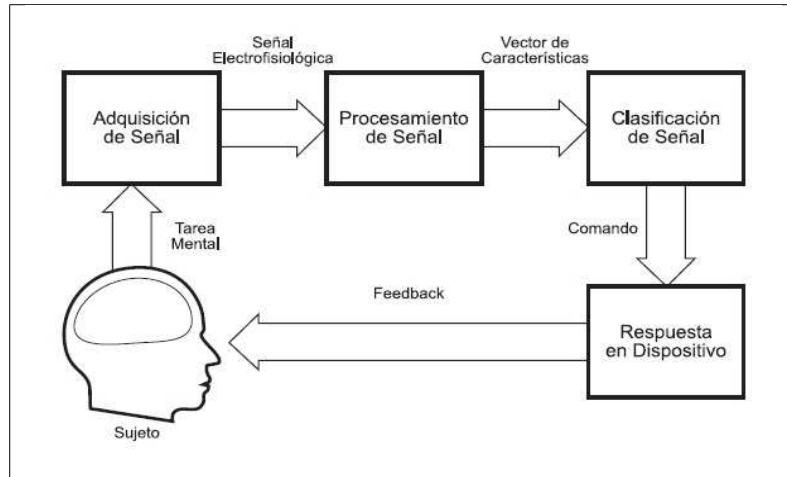 Señal
Electrofisiológica
Vector de
Características
Adquisición
de Señal
Procesamiento
de Señal
Clasificación
de Señal
Tarea
Mental
Comando
Feedback
Respuesta
en Dispositivo
Sujeto